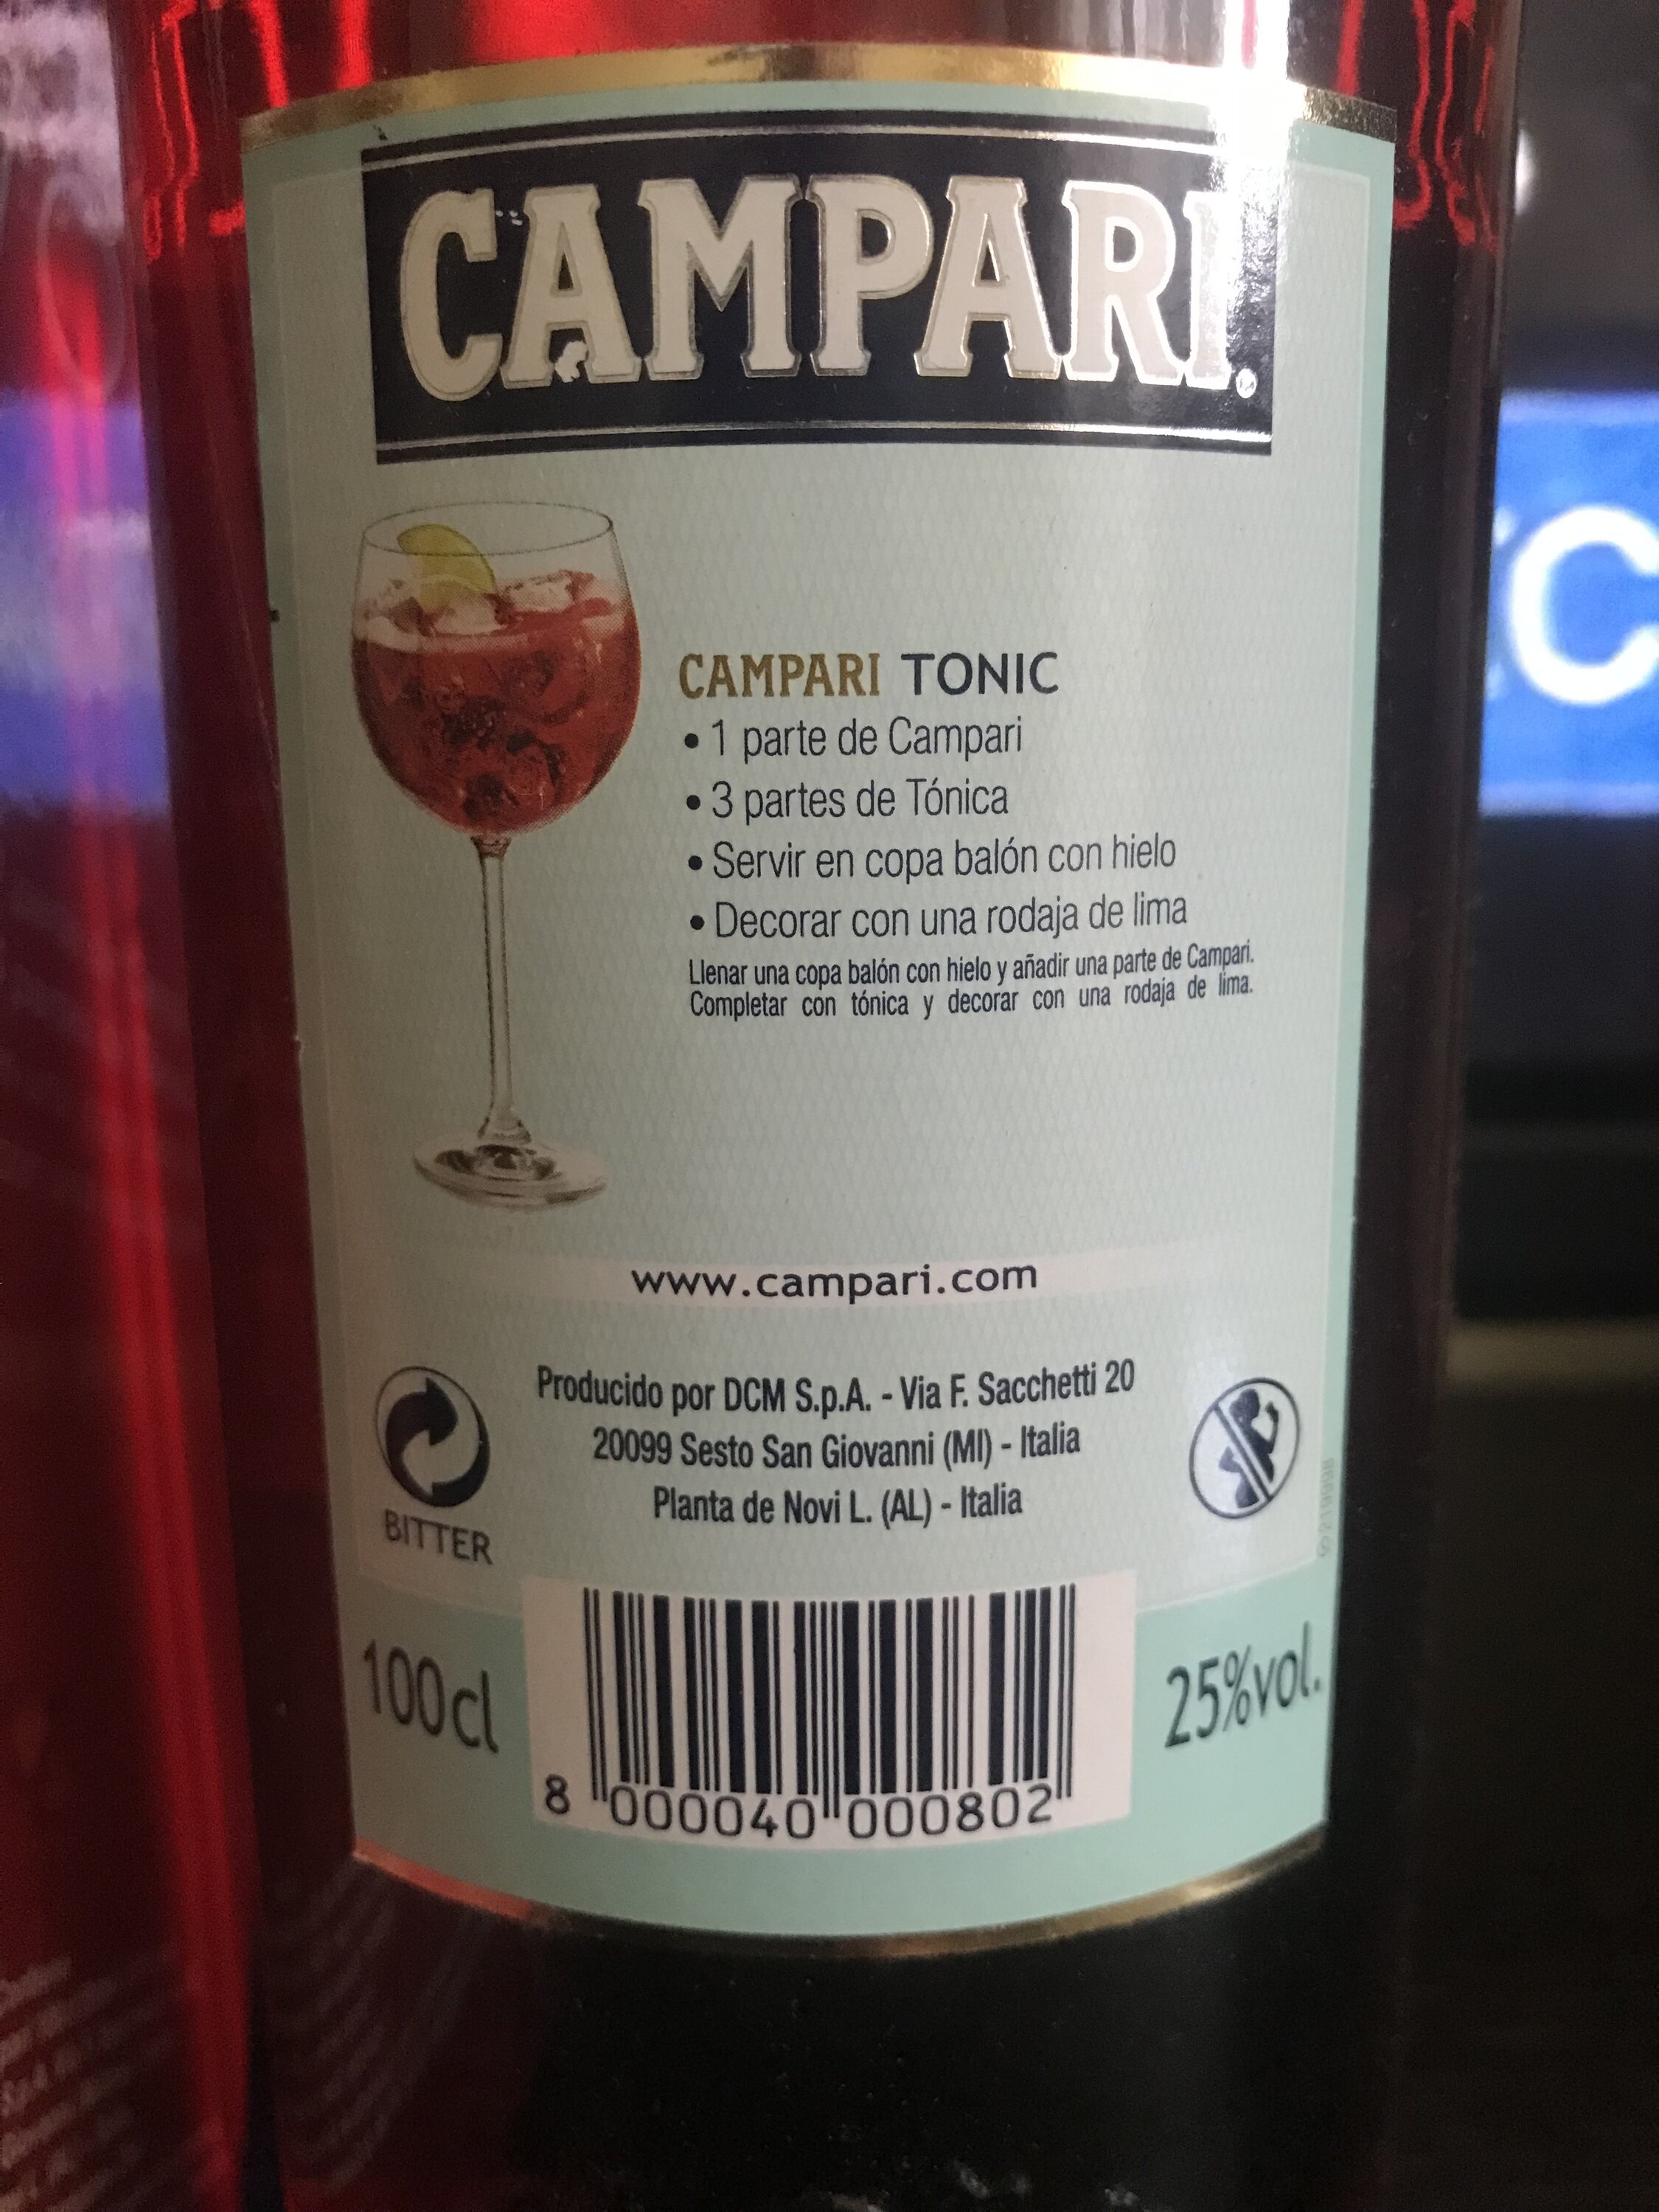 CAMPARI
CAMPARI TONIC
• 1 parte de Campari
• 3 partes de Tónica
• Servir en copa balón con hielo
• Decorar con una rodaja de lima
Llenar una copa balón con hielo y añadir una parte de Campari.
Completar con tónica y decorar con una rodaja de lima.
www.campari.com
Producido por DCM S.p.A. - Via F. Sacchetti 20
20099 Sesto San Giovanni (MI) - Italia
Planta de Novi L. (AL) - Italia
BITTER
100cl
25%vol.
8 000040 000802
C